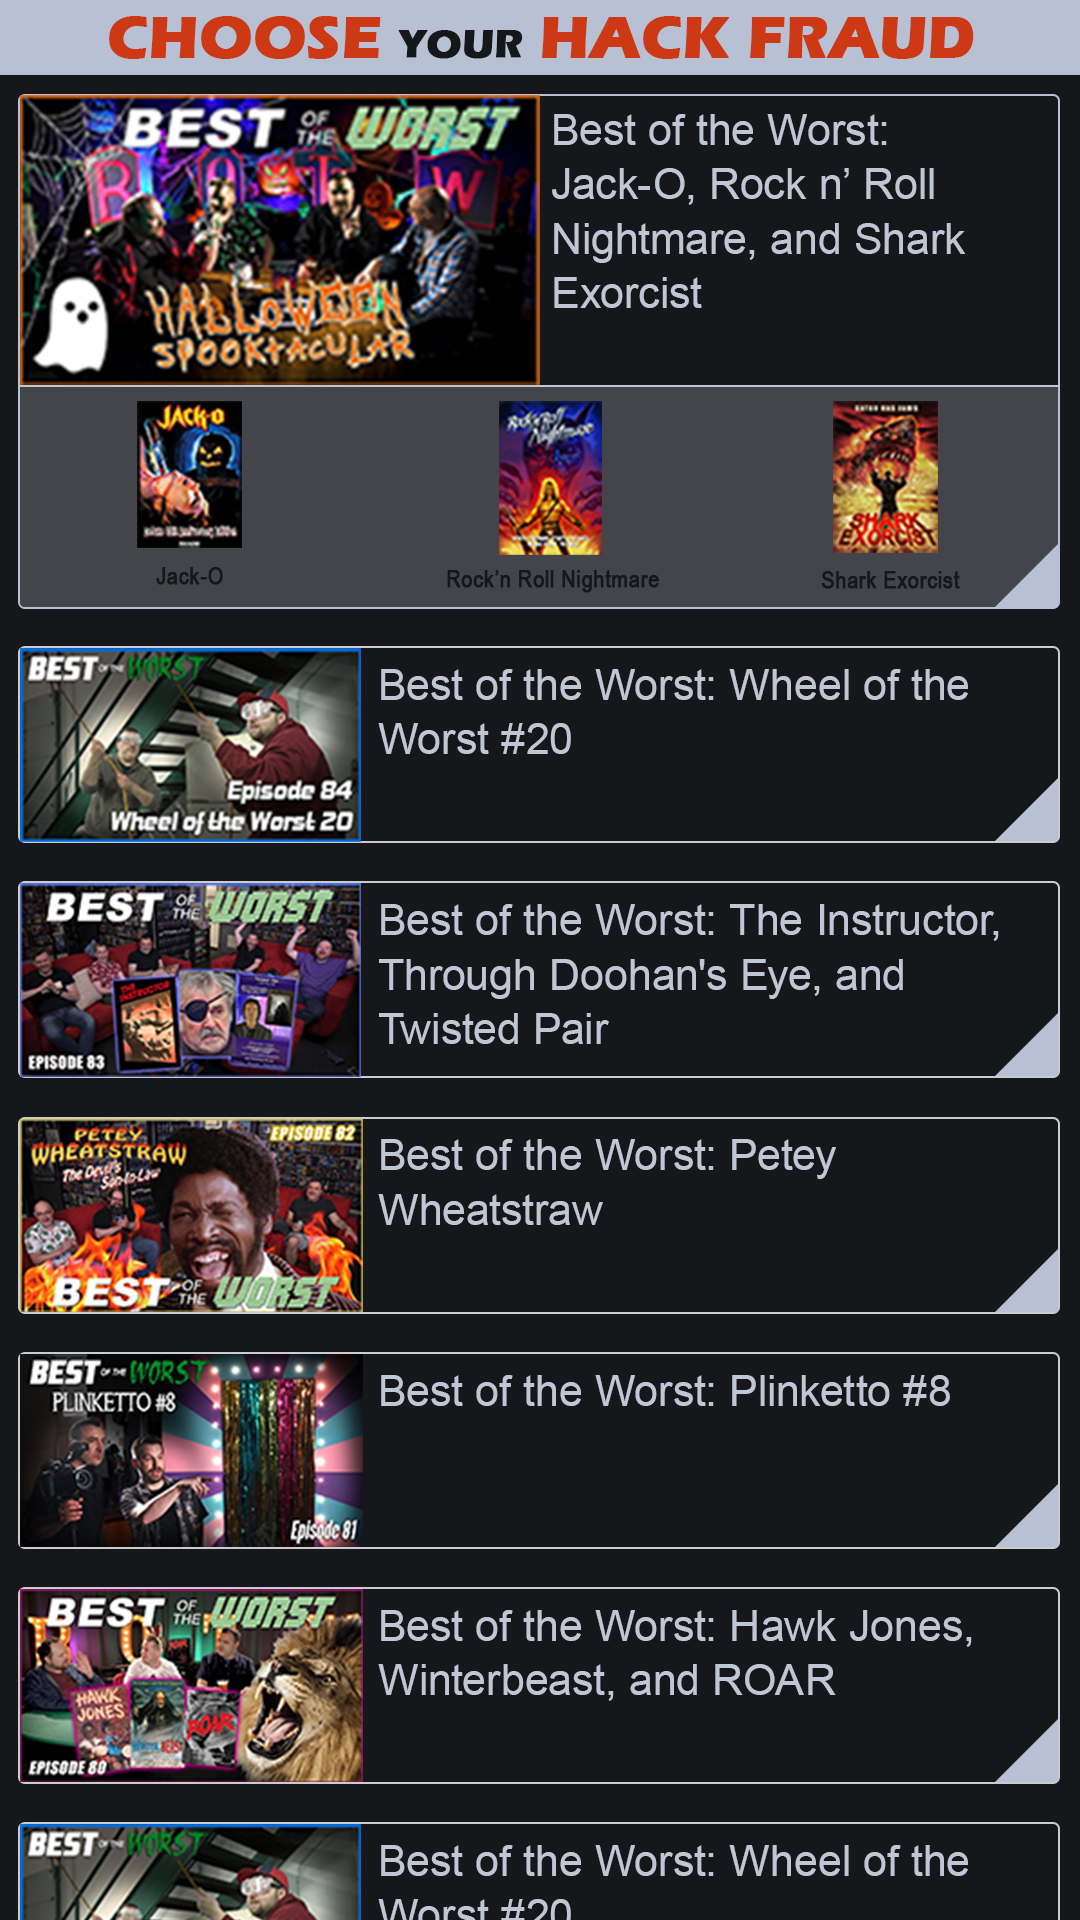 CHOOSE YOUR HACK FRAUD
BEST OF THE WORST
HALLOWEEN
SPOOKTACULAR
Best of the Worst:
Jack-O, Rock n’ Roll
Nightmare, and Shark
Exorcist
JACK-O
Rock'n Roll
Nightmare
SHARK
EXORCIST
Jack-O
Rock’n Roll Nightmare
Shark Exorcist
BEST OF THE WORST
Episode 84
Wheel of the Worst 20
Best of the Worst: Wheel of the
Worst #20
BEST OF THE WORST
THE INSTRUCTOR
EPISODE 83
Best of the Worst: The Instructor,
Through Doohan's Eye, and
Twisted Pair
PETEY
WHEATSTRAW
The Devil's
Son-in-Law
EPISODE 82
BEST OF THE WORST
Best of the Worst: Petey
Wheatstraw
BEST OF THE WORST
PLINKETTO #8
Episode 81
Best of the Worst: Plinketto #8
BEST OF THE WORST
HAWK
JONES
WINTERBEAST
ROAR
EPISODE 80
Best of the Worst: Hawk Jones,
Winterbeast, and ROAR
BEST OF THE WORST
Best of the Worst: Wheel of the
Worst #20